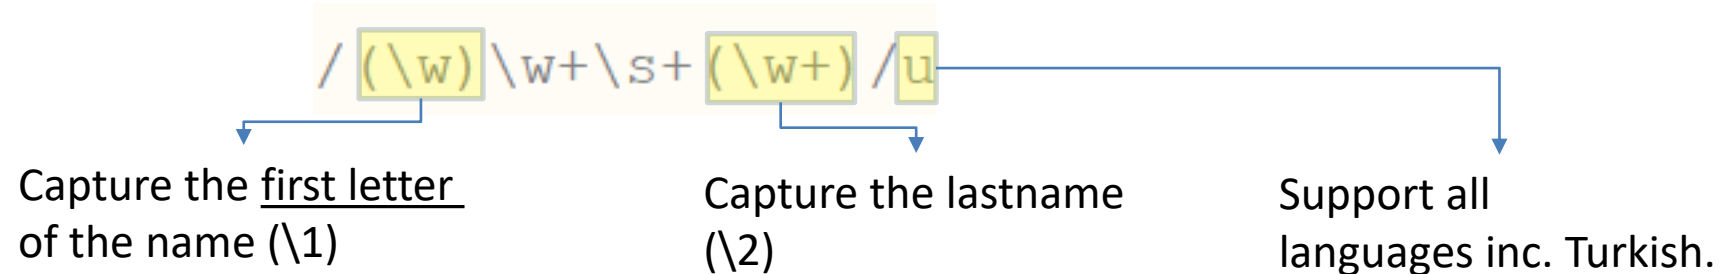 /(\w)\w+\s+(\w+)/u
Capture the first letter
of the name (\1)
Capture the lastname
(\2)
Support all
languages inc. Turkish.